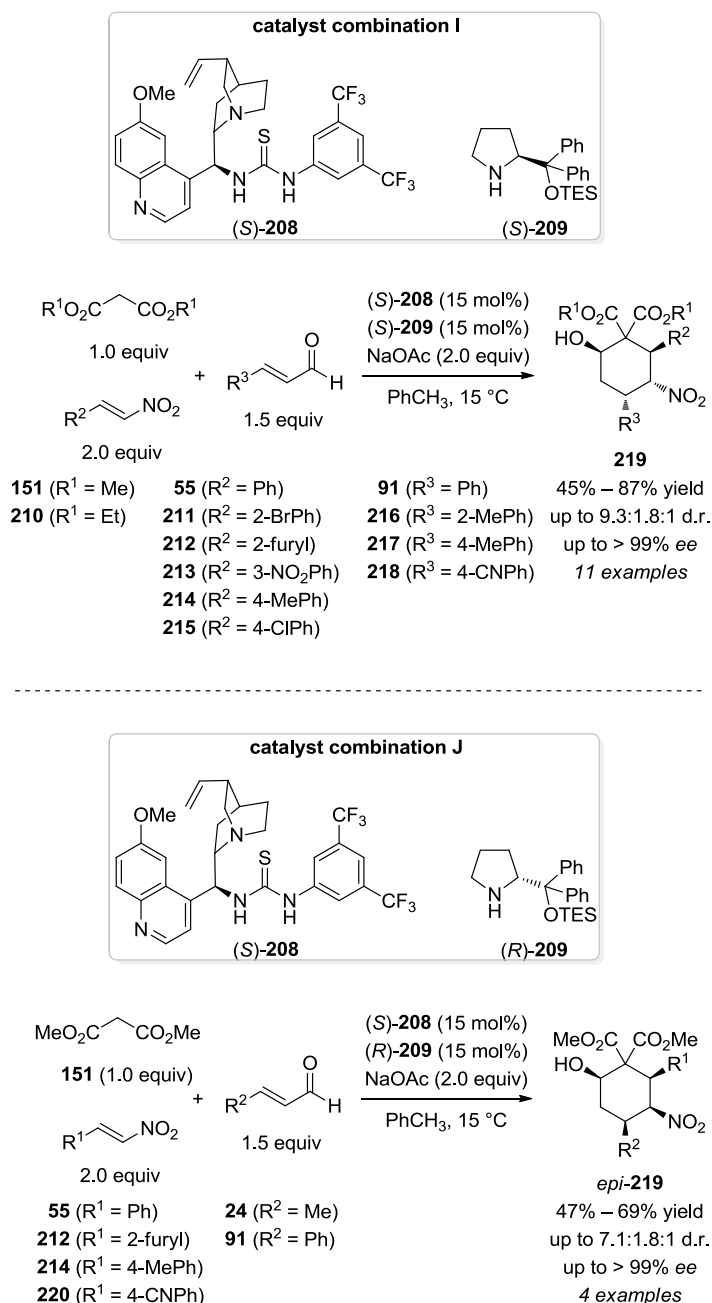 catalyst combination I
OMe
N
N
S
N
H
N
H
CF3
CF3
(S)-208
N
H
Ph
Ph
OTES
(S)-209
R1O2C CO2R1
1.0 equiv
R2 NO2
2.0 equiv
+
R3 O H
1.5 equiv
(S)-208 (15 mol%)
(S)-209 (15 mol%)
NaOAc (2.0 equiv)
PhCH3, 15 °C
R1O2C CO2R1
HO R2
NO2
R3
219
151 (R1 = Me) 55 (R2 = Ph) 91 (R3 = Ph) 45% – 87% yield
210 (R1 = Et) 211 (R2 = 2-BrPh) 216 (R3 = 2-MePh) up to 9.3:1.8:1 d.r.
212 (R2 = 2-furyl) 217 (R3 = 4-MePh) up to > 99% ee
213 (R2 = 3-NO2Ph) 218 (R3 = 4-CNPh) 11 examples
214 (R2 = 4-MePh)
215 (R2 = 4-ClPh)
catalyst combination J
OMe
N
N
S
N
H
N
H
CF3
CF3
(S)-208
N
H
Ph
Ph
OTES
(R)-209
MeO2C CO2Me
151 (1.0 equiv)
R1 NO2
2.0 equiv
+
R2 O H
1.5 equiv
(S)-208 (15 mol%)
(R)-209 (15 mol%)
NaOAc (2.0 equiv)
PhCH3, 15 °C
MeO2C CO2Me
HO R1
NO2
R2
epi-219
55 (R1 = Ph) 24 (R2 = Me) 47% – 69% yield
212 (R1 = 2-furyl) 91 (R2 = Ph) up to 7.1:1.8:1 d.r.
214 (R1 = 4-MePh) up to > 99% ee
220 (R1 = 4-CNPh) 4 examples